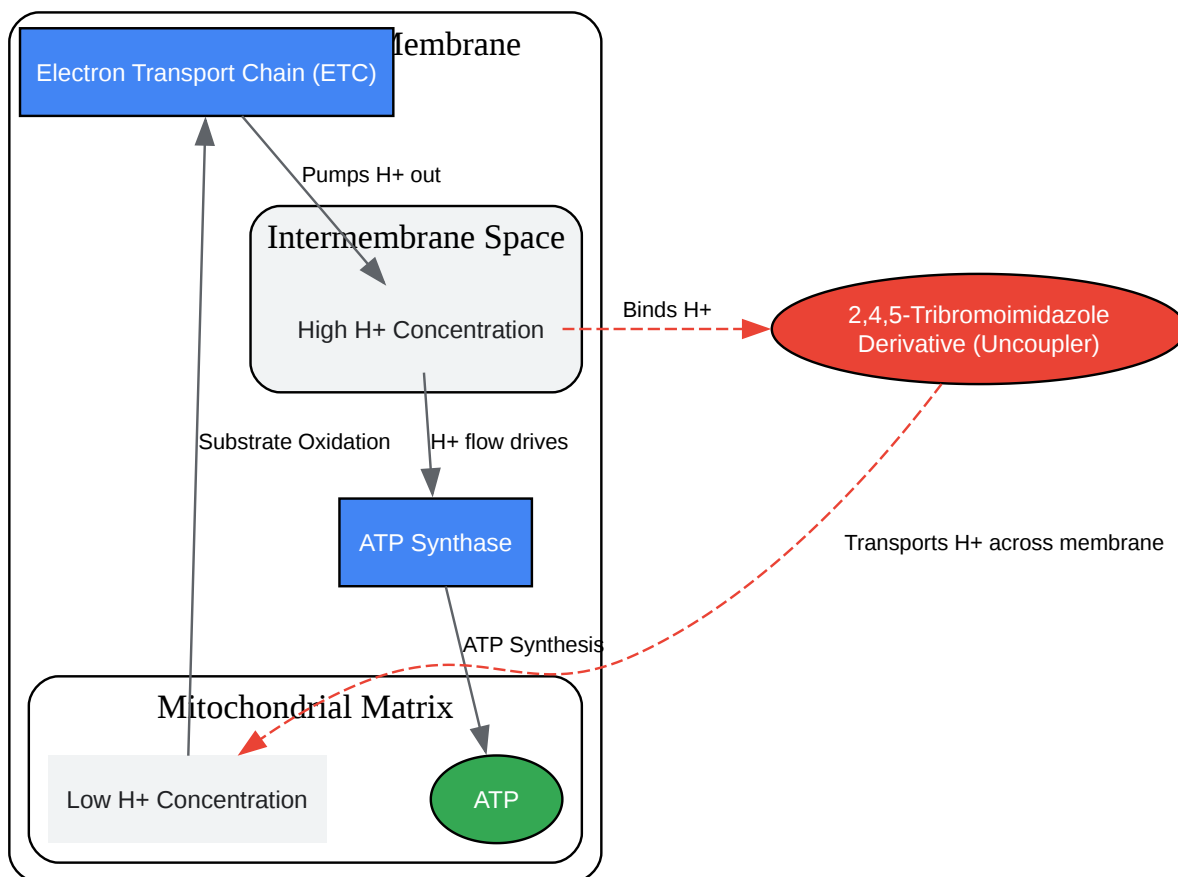 Membrane
Electron Transport Chain (ETC)
Pumps H+ out
Intermembrane Space
High H+ Concentration
Binds H+
2,4,5-Tribromoimidazole
Derivative (Uncoupler)
Substrate Oxidation
H+ flow drives
ATP Synthase
Transports H+ across membrane
ATP Synthesis
Mitochondrial Matrix
Low H+ Concentration
ATP